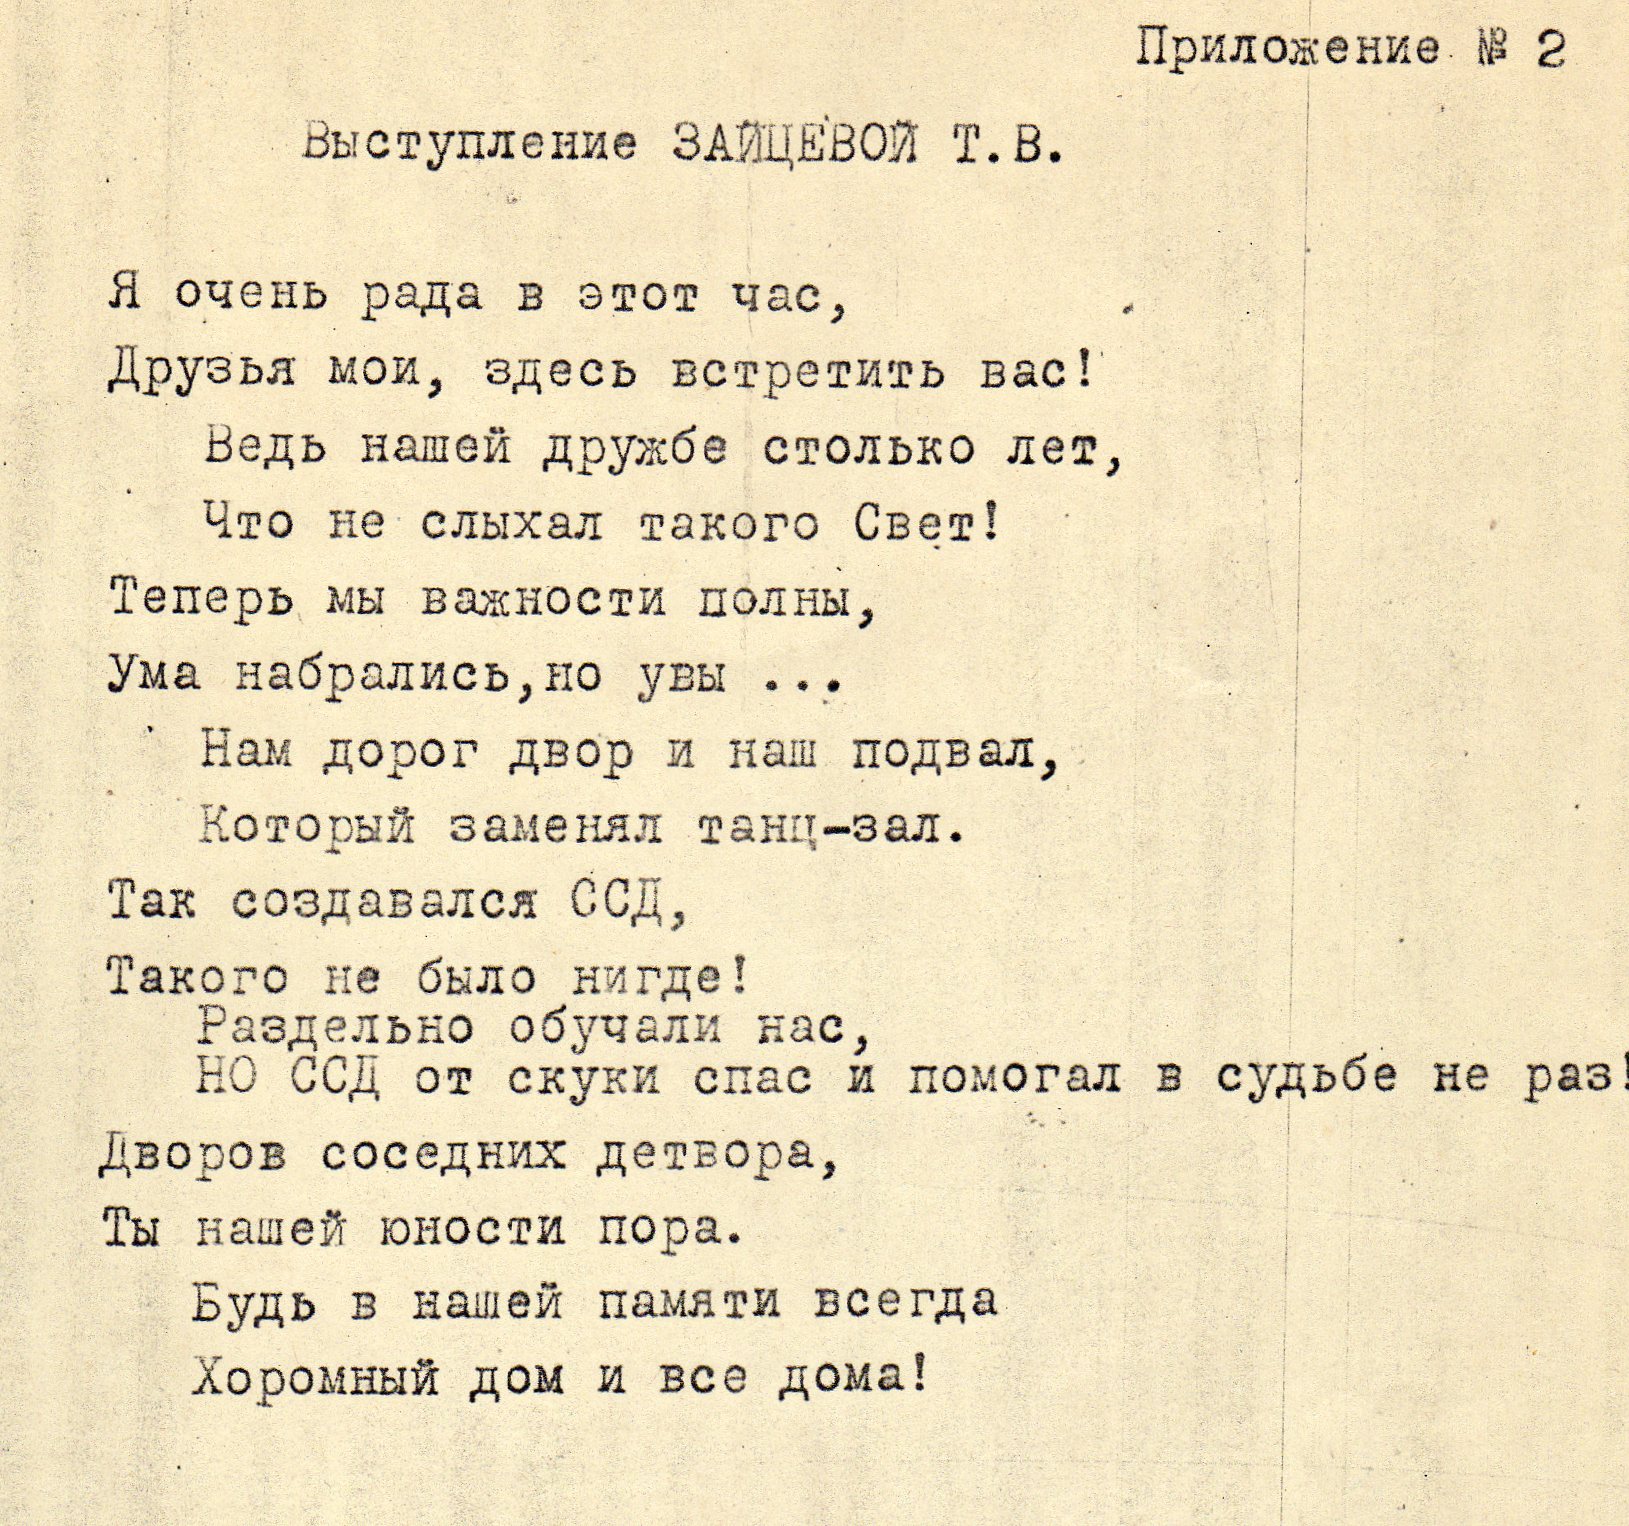 Приложение № 2
Выступление ЗАЙЦЕВОЙ Т.В.
Я очень рада в этот час,
Друзья мои, здесь встретить вас!
Ведь нашей дружбе столько лет,
Что не слыхал такого Свет!
Теперь мы важности полны,
Ума набрались,но увы ...
Нам дорог двор и наш подвал,
Который заменял танц-зал.
Так создавался ССД,
Такого не было нигде!
Раздельно обучали нас,
НО ССД от скуки спас и помогал в судьбе не раз!
Дворов соседних детвора,
Ты нашей юности пора.
Будь в нашей памяти всегда
Хоромный дом и все дома!